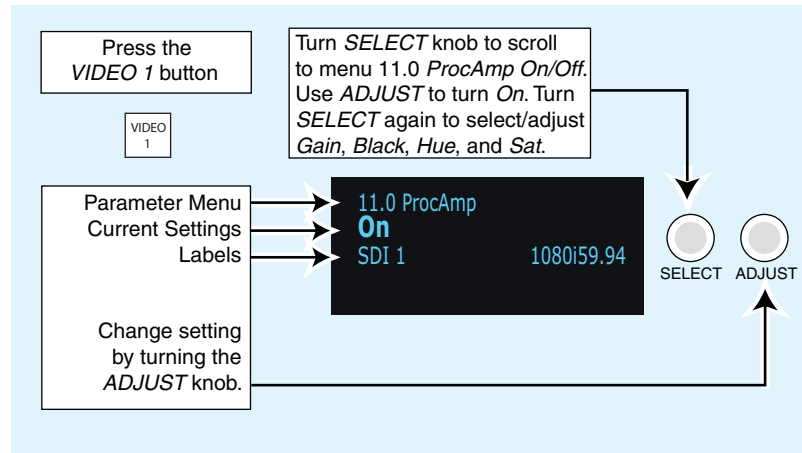 Press the
VIDEO 1 button
VIDEO
1
Turn SELECT knob to scroll
to menu 11.0 ProcAmp On/Off.
Use ADJUST to turn On. Turn
SELECT again to select/adjust
Gain, Black, Hue, and Sat.
Parameter Menu
Current Settings
Labels
Change setting
by turning the
ADJUST knob.
11.0 ProcAmp
On
SDI 1 1080i59.94
SELECT ADJUST